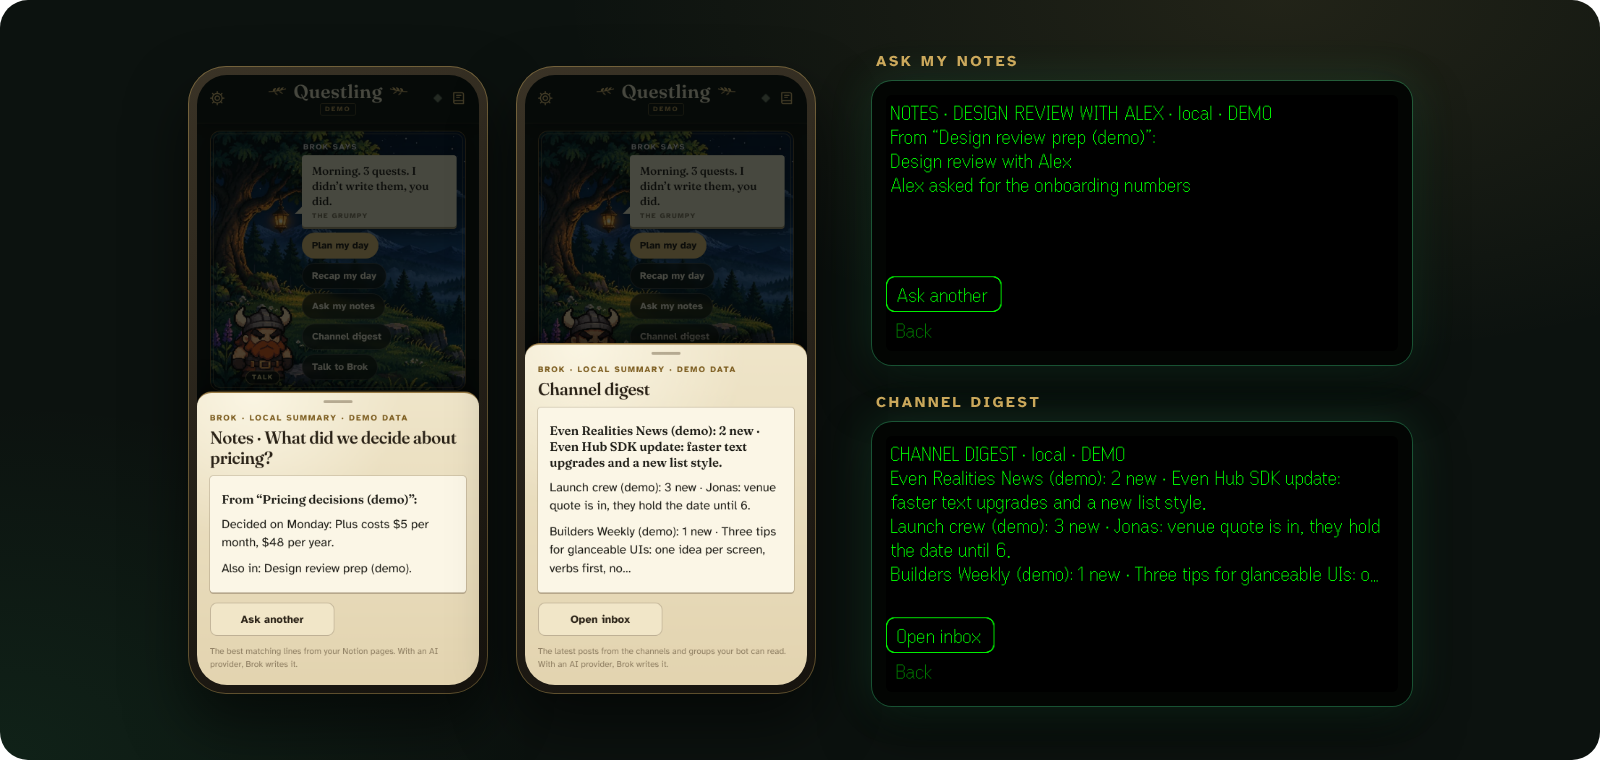 Questling
DEMO
BROK SAYS
Morning. 3 quests. I
didn't write them, you
did.
THE GRUMPY
Plan my day
Recap my day
Ask my notes
Channel digest
Talk to Brok
TALK
BROK · LOCAL SUMMARY · DEMO DATA
Notes · What did we decide about
pricing?
From “Pricing decisions (demo)”:
Decided on Monday: Plus costs $5 per
month, $48 per year.
Also in: Design review prep (demo).
Ask another
The best matching lines from your Notion pages. With an AI
provider, Brok writes it.
Questling
DEMO
BROK SAYS
Morning. 3 quests. I
didn't write them, you
did.
THE GRUMPY
Plan my day
Recap my day
Ask my notes
Channel digest
BROK · LOCAL SUMMARY · DEMO DATA
Channel digest
Even Realities News (demo): 2 new ·
Even Hub SDK update: faster text
upgrades and a new list style.
Launch crew (demo): 3 new · Jonas: venue
quote is in, they hold the date until 6.
Builders Weekly (demo): 1 new · Three tips
for glanceable UIs: one idea per screen,
verbs first, no...
Open inbox
The latest posts from the channels and groups your bot can read.
With an AI provider, Brok writes it.
ASK MY NOTES
NOTES · DESIGN REVIEW WITH ALEX · local · DEMO
From “Design review prep (demo)”:
Design review with Alex
Alex asked for the onboarding numbers
Ask another
Back
CHANNEL DIGEST
CHANNEL DIGEST · local · DEMO
Even Realities News (demo): 2 new · Even Hub SDK update:
faster text upgrades and a new list style.
Launch crew (demo): 3 new · Jonas: venue quote is in, they hold
the date until 6.
Builders Weekly (demo): 1 new · Three tips for glanceable UIs: o...
Open inbox
Back